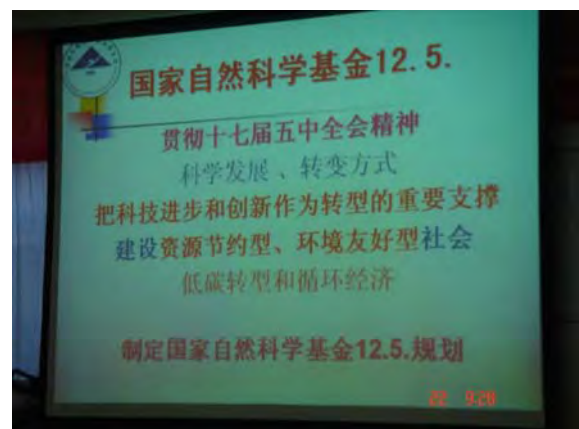 国家自然科学基金12.5.
贯彻十七届五中全会精神
科学发展、转变方式
把科技进步和创新作为转型的重要支撑
建设资源节约型、环境友好型社会
低碳转型和循环经济
制定国家自然科学基金12.5.规划
22 9:28